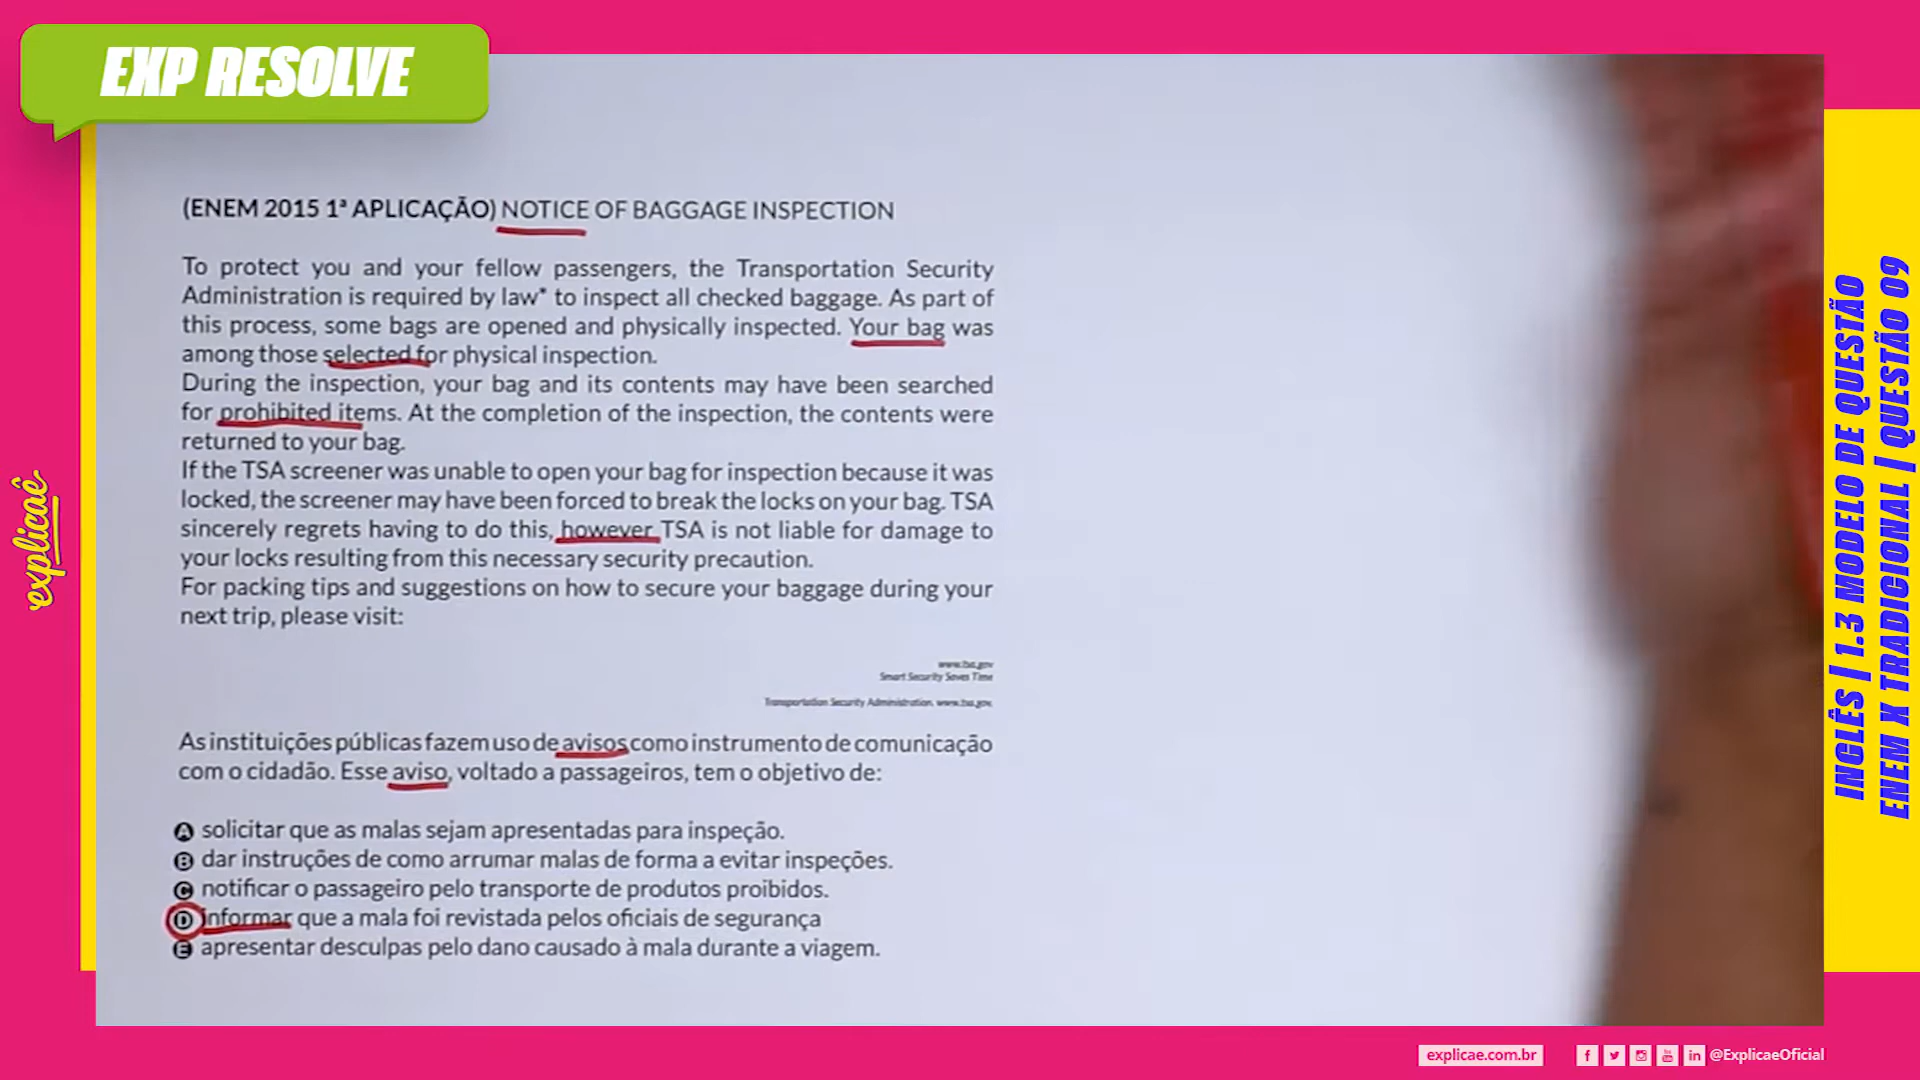 EXP RESOLVE
(ENEM 2015 1ª APLICAÇÃO) NOTICE OF BAGGAGE INSPECTION
To protect you and your fellow passengers, the Transportation Security
Administration is required by law* to inspect all checked baggage. As part of
this process, some bags are opened and physically inspected. Your bag was
among those selected for physical inspection.
During the inspection, your bag and its contents may have been searched
for prohibited items. At the completion of the inspection, the contents were
returned to your bag.
If the TSA screener was unable to open your bag for inspection because it was
locked, the screener may have been forced to break the locks on your bag. TSA
sincerely regrets having to do this, however TSA is not liable for damage to
your locks resulting from this necessary security precaution.
For packing tips and suggestions on how to secure your baggage during your
next trip, please visit:
www.tsa.gov
Smart Security Saves Time
Transportation Security Administration. www.tsa.gov.
As instituições públicas fazem uso de avisos como instrumento de comunicação
com o cidadão. Esse aviso, voltado a passageiros, tem o objetivo de:
A solicitar que as malas sejam apresentadas para inspeção.
B dar instruções de como arrumar malas de forma a evitar inspeções.
C notificar o passageiro pelo transporte de produtos proibidos.
D informar que a mala foi revistada pelos oficiais de segurança
E apresentar desculpas pelo dano causado à mala durante a viagem.
explicaê
INGLÊS | 1.3 MODELO DE QUESTÃO
ENEM X TRADICIONAL | QUESTÃO 09
explicae.com.br
@ExplicaeOficial